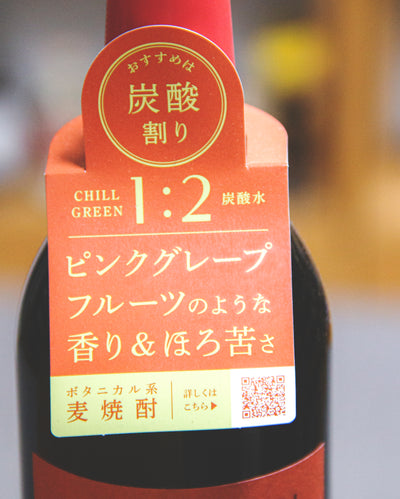 おすすめは
炭酸
割り
CHILL
GREEN
1:2
炭酸水
ピンクグレープ
フルーツのような
香り&ほろ苦さ
ボタニカル系
麦焼酎
詳しくは
こちら▶